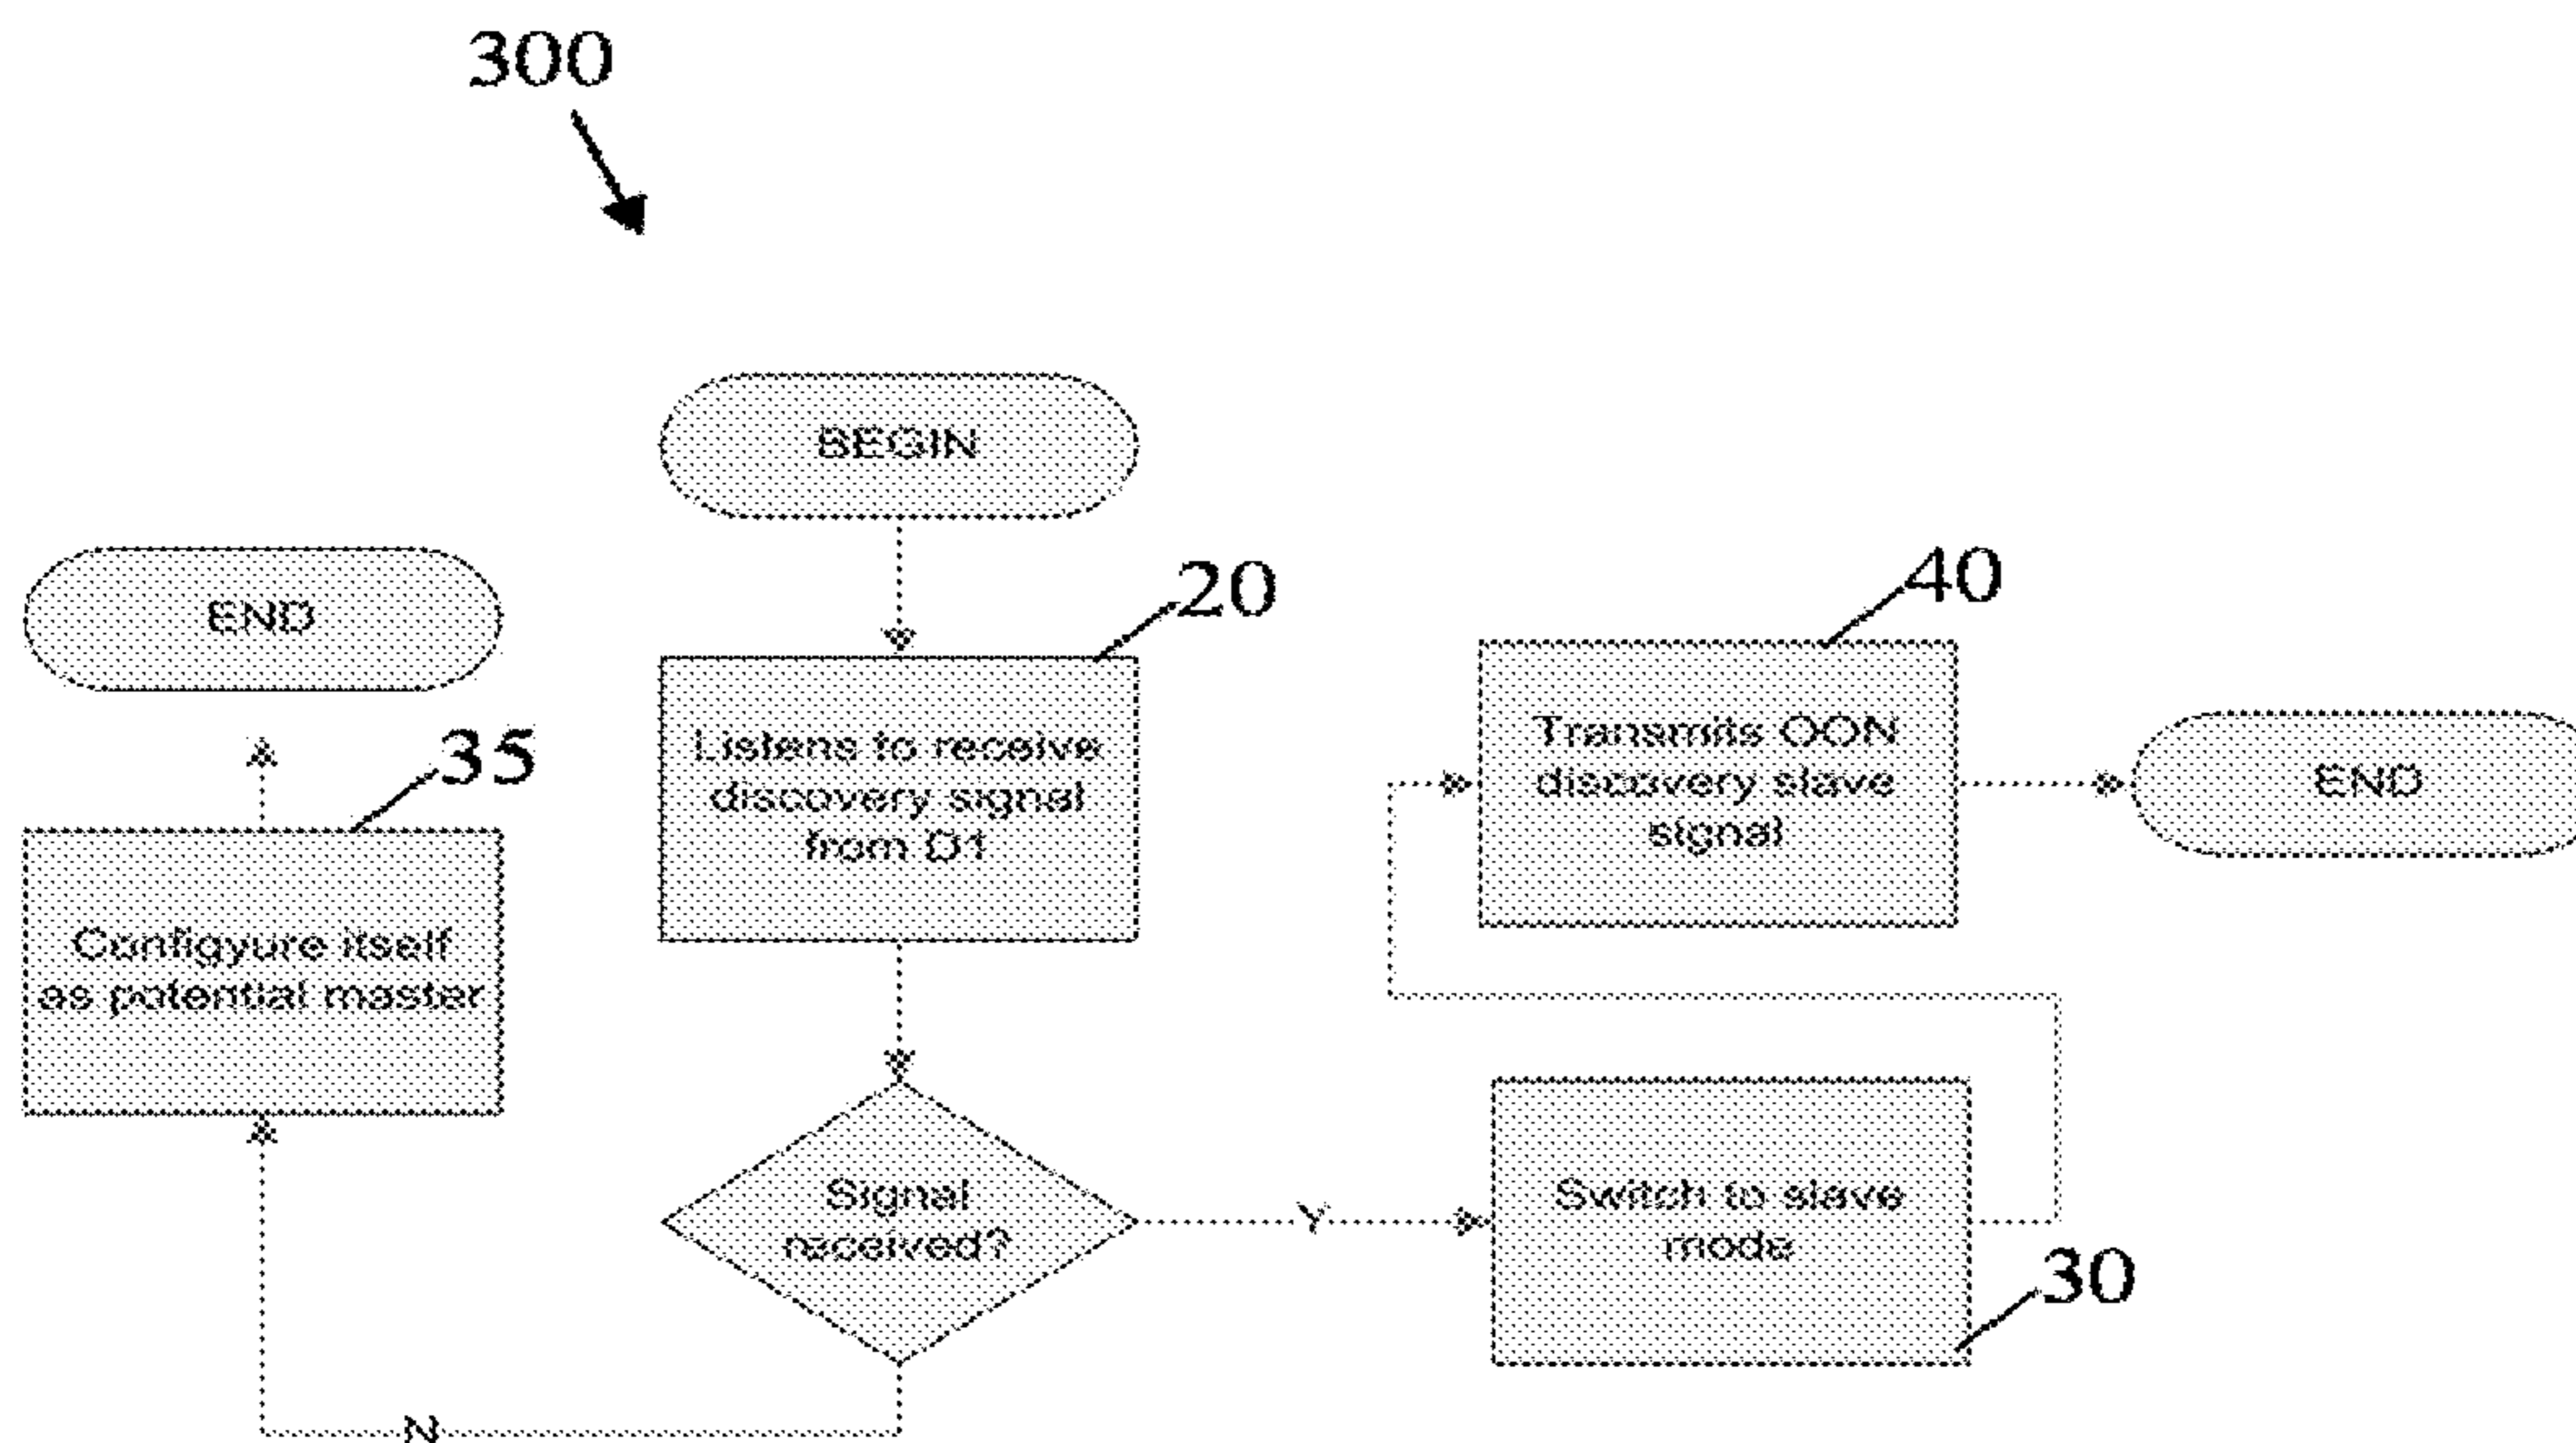 300
BEGIN
20
Listens to receive
discovery signal
from D1
Signal
received?
Y
N
END
35
Configyure itself
as potential master
40
Transmits OON
discovery slave
signal
END
Switch to slave
mode
30